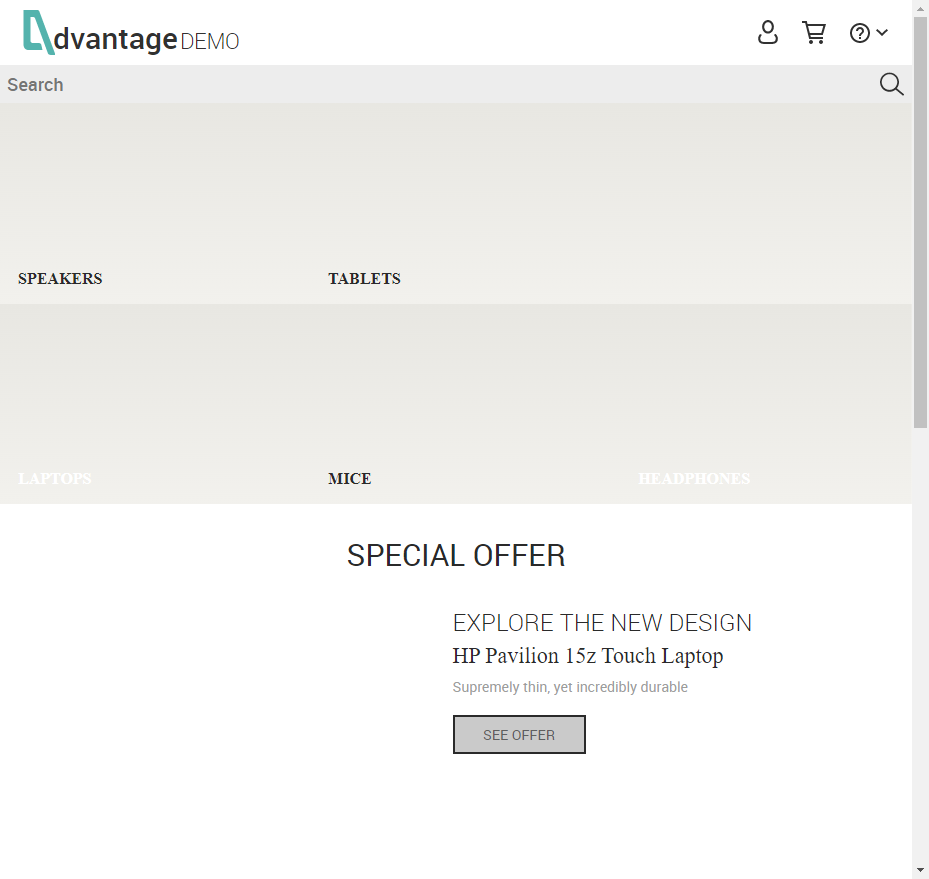 dvantage DEMO
Search
SPEAKERS TABLETS
LAPTOPS MICE HEADPHONES
SPECIAL OFFER
EXPLORE THE NEW DESIGN
HP Pavilion 15z Touch Laptop
Supremely thin, yet incredibly durable
SEE OFFER